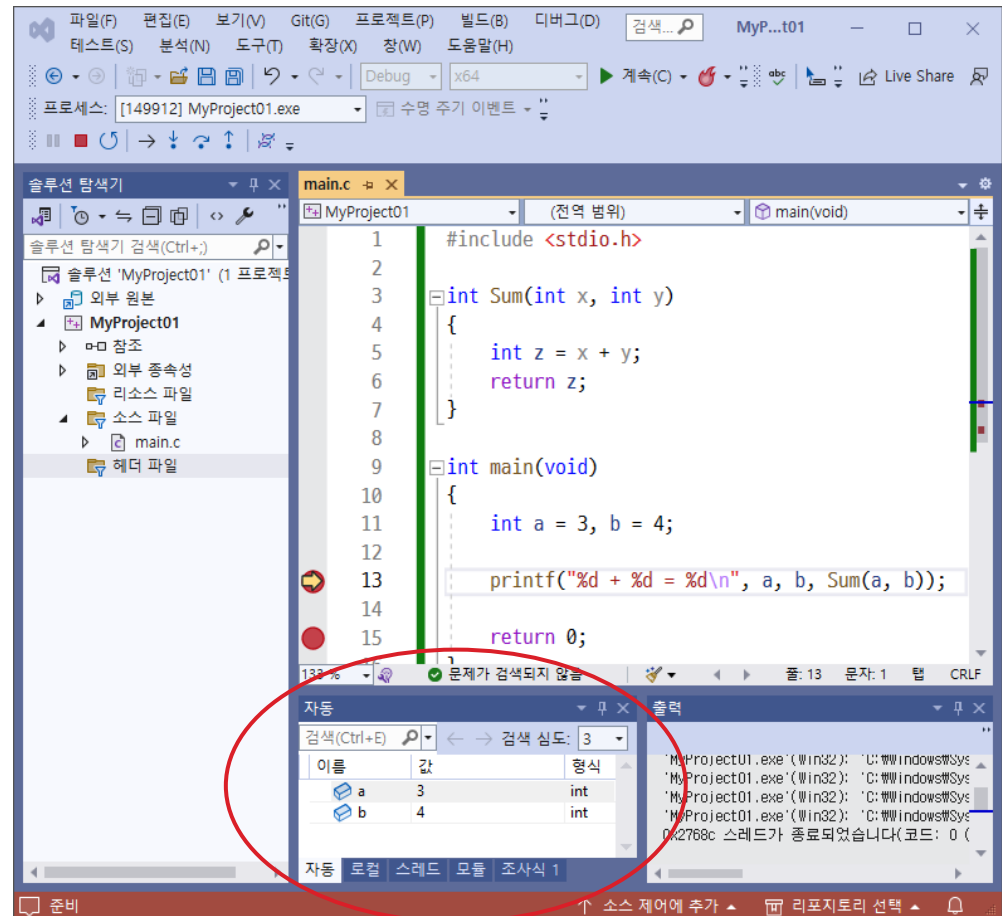 파일(F) 편집(E) 보기(V) Git(G) 프로젝트(P) 빌드(B) 디버그(D) 검색... MyP...t01
테스트(S) 분석(N) 도구(T) 확장(X) 창(W) 도움말(H)
Debug x64 계속(C) Live Share
프로세스: [149912] MyProject01.exe 수명 주기 이벤트
솔루션 탐색기
솔루션 탐색기 검색(Ctrl+;)
솔루션 'MyProject01' (1 프로젝트
외부 원본
MyProject01
참조
외부 종속성
리소스 파일
소스 파일
main.c
헤더 파일
main.c
MyProject01 (전역 범위) main(void)
1 #include <stdio.h>
2
3 int Sum(int x, int y)
4 {
5 int z = x + y;
6 return z;
7 }
8
9 int main(void)
10 {
11 int a = 3, b = 4;
12
13 printf("%d + %d = %d\n", a, b, Sum(a, b));
14
15 return 0;
}
133 % 문제가 검색되지 않음 줄: 13 문자: 1 탭 CRLF
자동
검색(Ctrl+E) 검색 심도: 3
이름 값 형식
a 3 int
b 4 int
자동 로컬 스레드 모듈 조사식 1
출력
'MyProject01.exe'(Win32): 'C:₩Windows₩Sys
'MyProject01.exe'(Win32): 'C:₩Windows₩Sys
'MyProject01.exe'(Win32): 'C:₩Windows₩Sys
'MyProject01.exe'(Win32): 'C:₩Windows₩Sys
0x2768c 스레드가 종료되었습니다(코드: 0 (
준비 소스 제어에 추가 리포지토리 선택